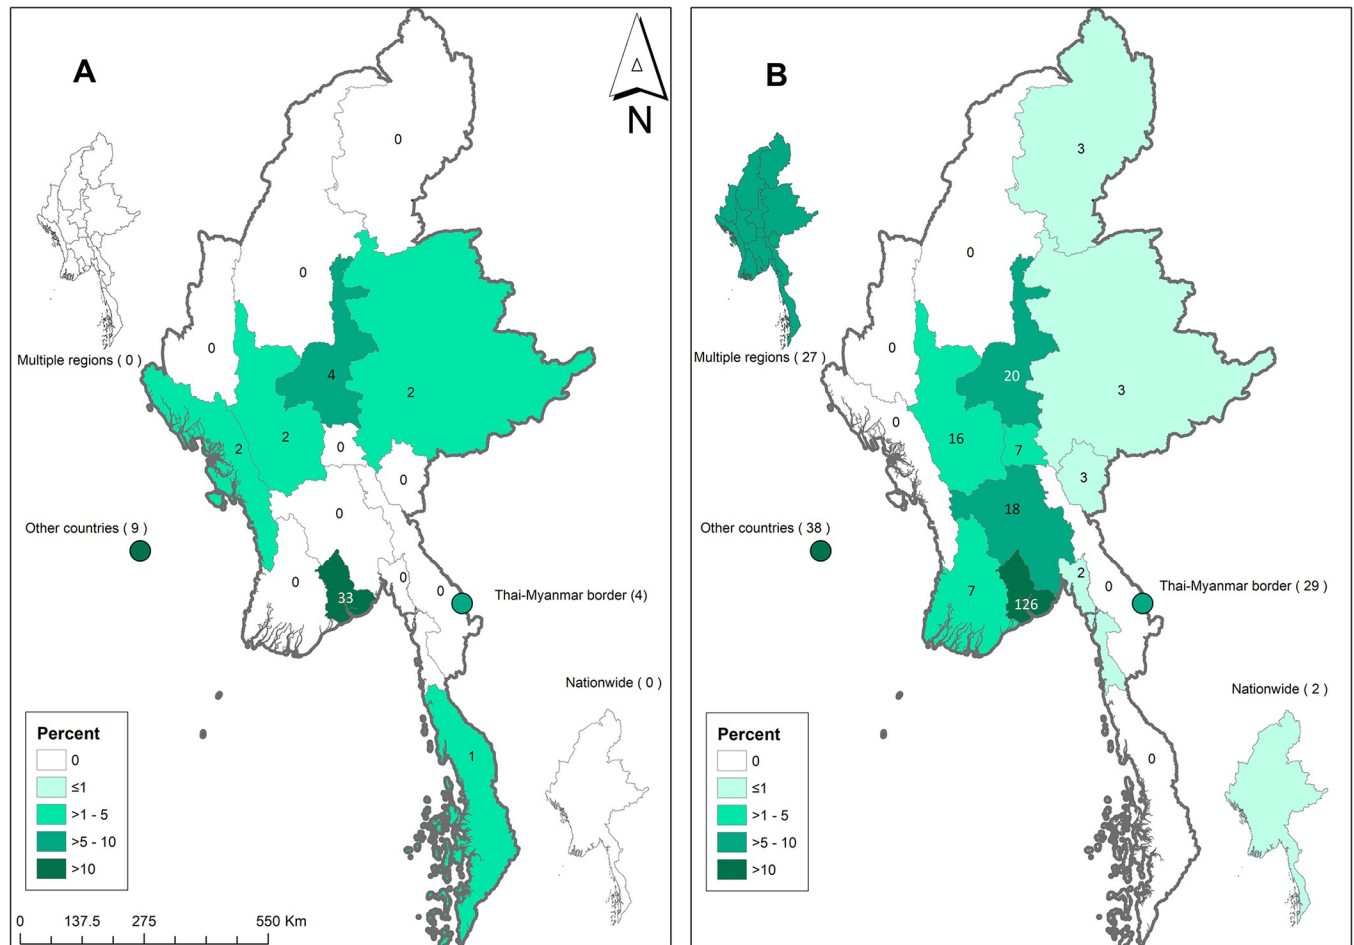 A
N
0
0
0
4
2
2
2
0
0
0
0
33
0
0
1
Multiple regions ( 0 )
Other countries ( 9 )
Thai-Myanmar border (4)
Nationwide ( 0 )
Percent
0
≤1
>1 - 5
>5 - 10
>10
0 137.5 275 550 Km
B
3
0
0
20
3
0
16
7
3
18
2
0
7
126
0
Multiple regions ( 27 )
Other countries ( 38 )
Thai-Myanmar border ( 29 )
Nationwide ( 2 )
Percent
0
≤1
>1 - 5
>5 - 10
>10